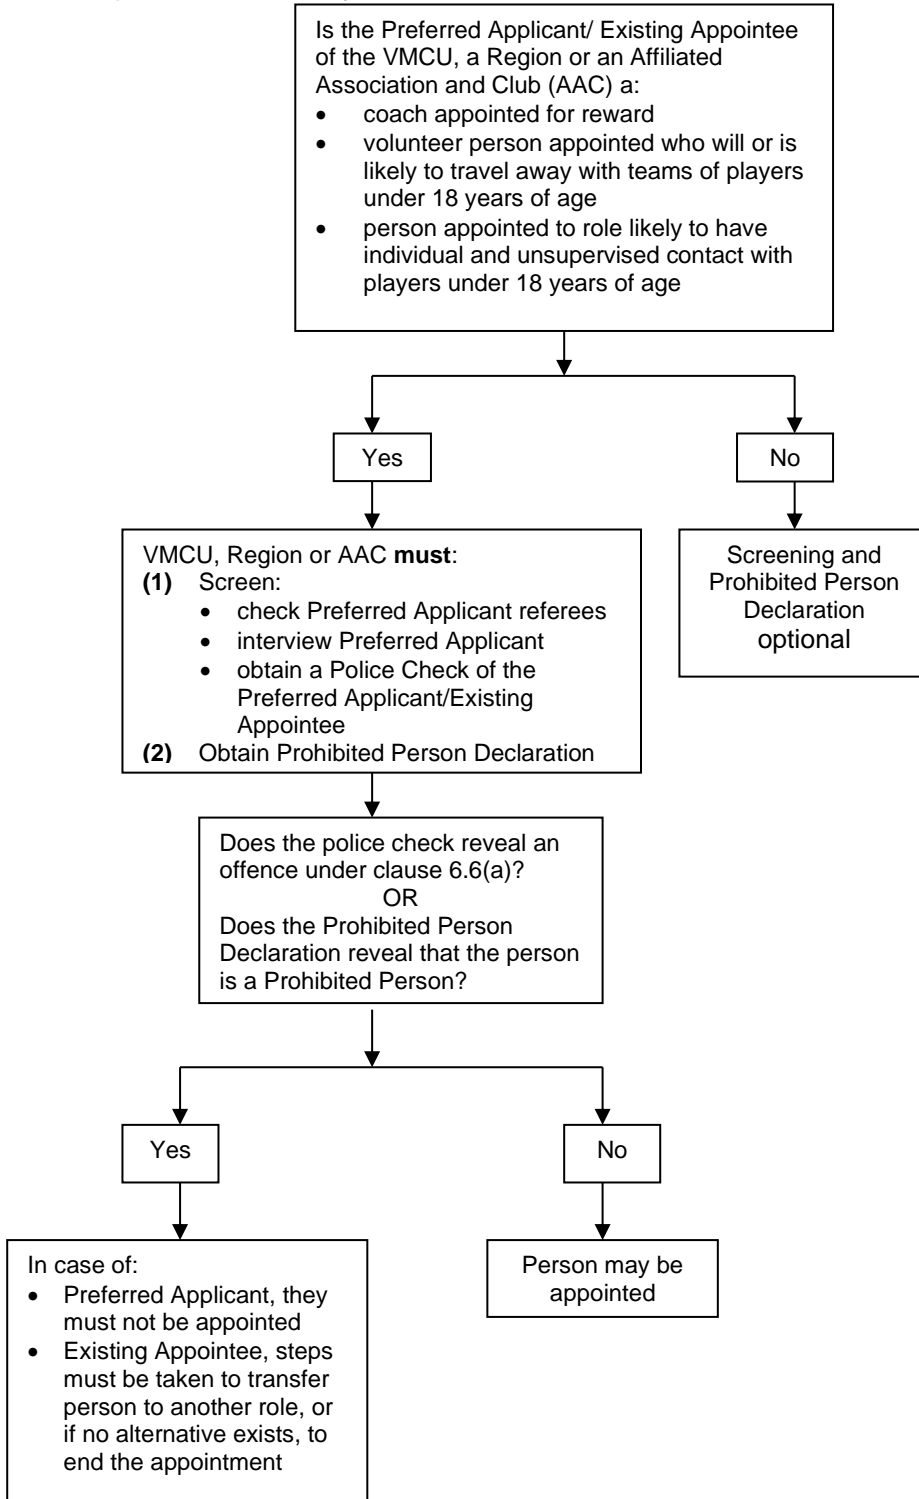 Is the Preferred Applicant/ Existing Appointee
of the VMCU, a Region or an Affiliated
Association and Club (AAC) a:
• coach appointed for reward
• volunteer person appointed who will or is
likely to travel away with teams of players
under 18 years of age
• person appointed to role likely to have
individual and unsupervised contact with
players under 18 years of age
Yes
No
VMCU, Region or AAC must:
(1) Screen:
• check Preferred Applicant referees
• interview Preferred Applicant
• obtain a Police Check of the
Preferred Applicant/Existing
Appointee
(2) Obtain Prohibited Person Declaration
Screening and
Prohibited Person
Declaration
optional
Does the police check reveal an
offence under clause 6.6(a)?
OR
Does the Prohibited Person
Declaration reveal that the person
is a Prohibited Person?
Yes
No
In case of:
• Preferred Applicant, they
must not be appointed
• Existing Appointee, steps
must be taken to transfer
person to another role, or
if no alternative exists, to
end the appointment
Person may be
appointed